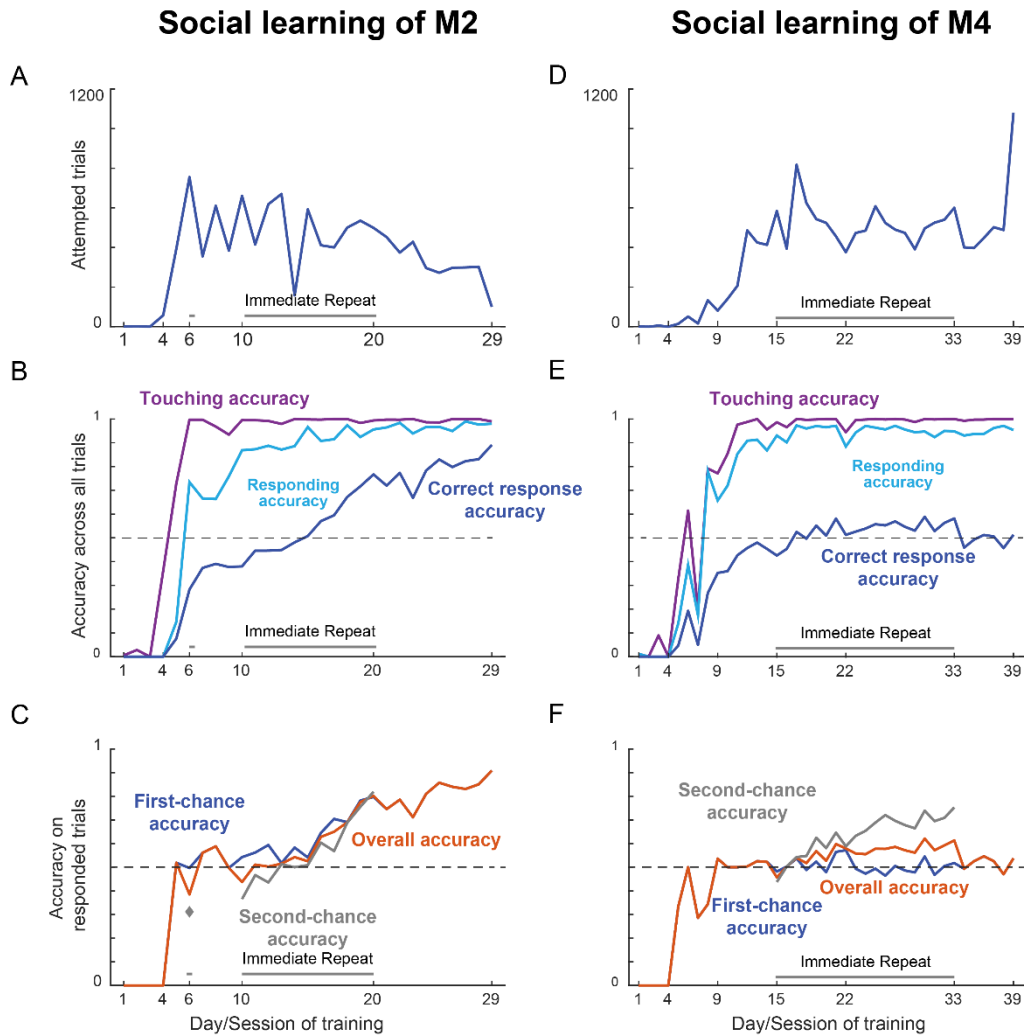 Social learning of M2
Social learning of M4
A
1200
Attempted trials
0
Immediate Repeat
1 4 6 10 20 29
D
1200
0
Immediate Repeat
1 4 9 15 22 33 39
B
1
Accuracy across all trials
0
Touching accuracy
Responding
accuracy
Correct response
accuracy
Immediate Repeat
1 4 6 10 20 29
E
1
0
Touching accuracy
Responding
accuracy
Correct response
accuracy
Immediate Repeat
1 4 9 15 22 33 39
C
1
Accuracy on
responded trials
0
First-chance
accuracy
Overall accuracy
Second-chance
accuracy
Immediate Repeat
1 4 6 10 20 29
Day/Session of training
F
1
0
Second-chance
accuracy
Overall accuracy
First-chance
accuracy
Immediate Repeat
1 4 9 15 22 33 39
Day/Session of training